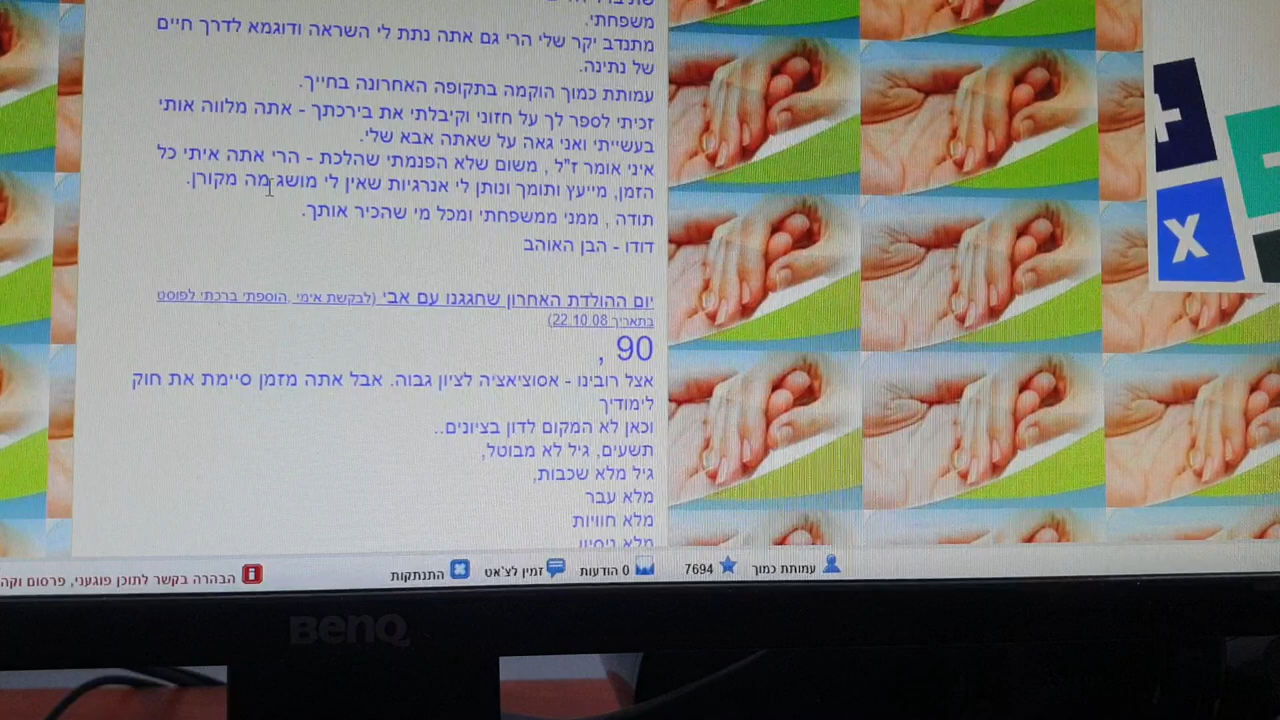 משפחתי.
מתנדב יקר שלי הרי גם אתה נתת לי השראה ודוגמא לדרך חיים
של נתינה.
עמותת כמוך הוקמה בתקופה האחרונה בחייך.
זכיתי לספר לך על חזוני וקיבלתי את בירכתך - אתה מלווה אותי
בעשייתי ואני גאה על שאתה אבא שלי.
איני אומר ז"ל , משום שלא הפנמתי שהלכת - הרי אתה איתי כל
הזמן, מייעץ ותומך ונותן לי אנרגיות שאין לי מושג מה מקורן.
תודה , ממני ממשפחתי ומכל מי שהכיר אותך.
דודו - הבן האוהב
יום ההולדת האחרון שחגגנו עם אבי (לבקשת אימי ,הוספתי ברכתי לפוסט
בתאריך 22.10.08)
90 ,
אצל רובינו - אסוציאציה לציון גבוה. אבל אתה מזמן סיימת את חוק
לימודיך
וכאן לא המקום לדון בציונים..
תשעים, גיל לא מבוטל,
גיל מלא שכבות,
מלא עבר
מלא חוויות
מלא ניסיון
עמותת כמוך 7694 0 הודעות זמין לצ'אט התנתקות הבהרה בקשר לתוכן פוגעני, פרסום וקה
BenQ